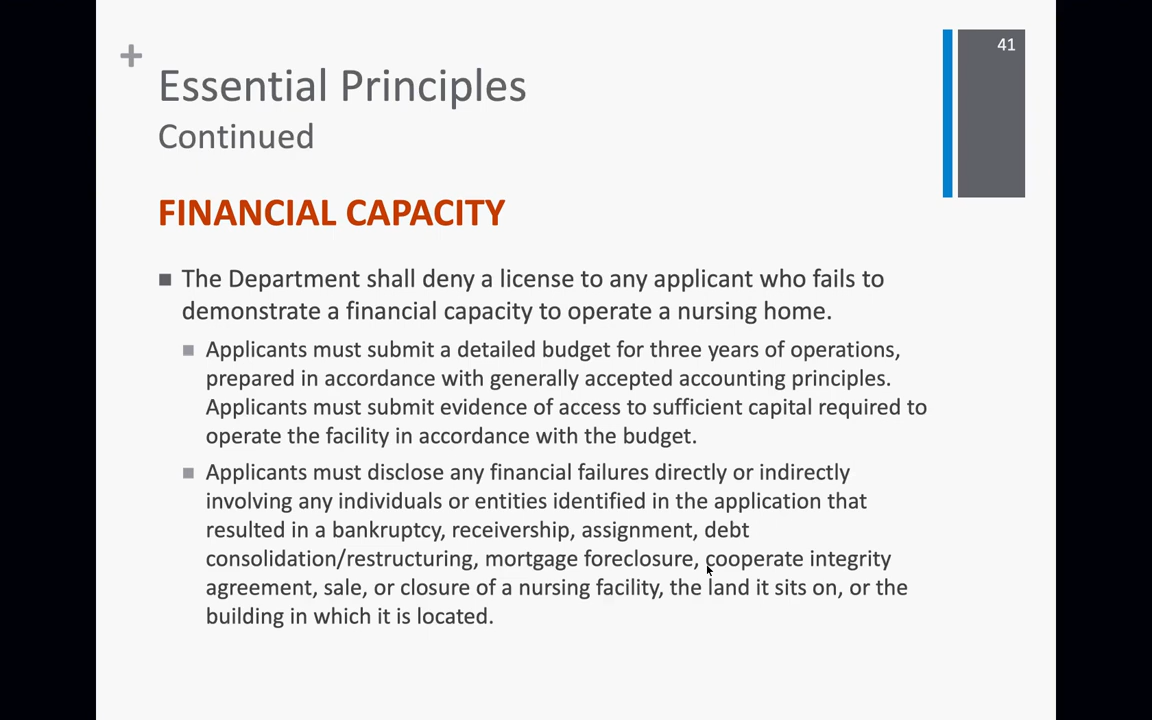 41
+
Essential Principles
Continued
FINANCIAL CAPACITY
■ The Department shall deny a license to any applicant who fails to
demonstrate a financial capacity to operate a nursing home.
■ Applicants must submit a detailed budget for three years of operations,
prepared in accordance with generally accepted accounting principles.
Applicants must submit evidence of access to sufficient capital required to
operate the facility in accordance with the budget.
■ Applicants must disclose any financial failures directly or indirectly
involving any individuals or entities identified in the application that
resulted in a bankruptcy, receivership, assignment, debt
consolidation/restructuring, mortgage foreclosure, cooperate integrity
agreement, sale, or closure of a nursing facility, the land it sits on, or the
building in which it is located.